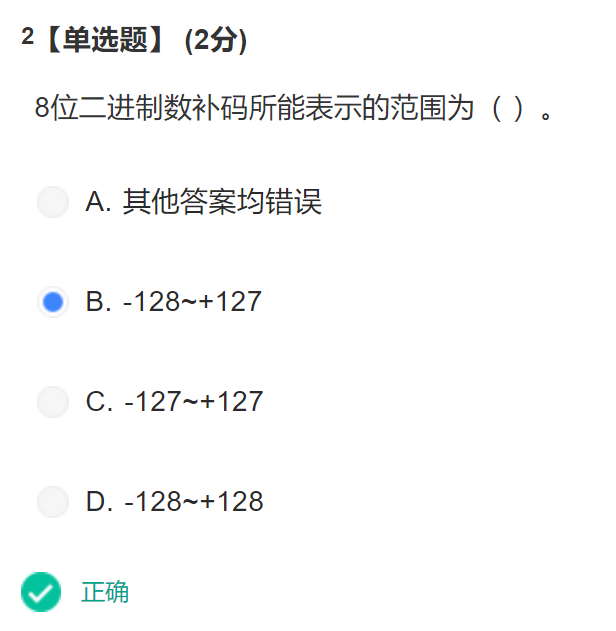 2【单选题】 (2分)
8位二进制数补码所能表示的范围为（ ）。
A. 其他答案均错误
B. -128~+127
C. -127~+127
D. -128~+128
正确